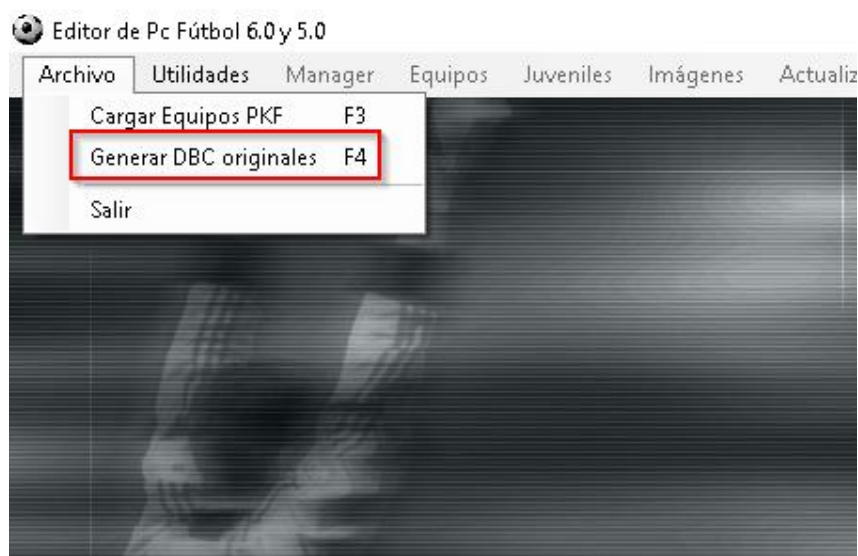 Editor de Pc Fútbol 6.0 y 5.0
Archivo Utilidades Manager Equipos Juveniles Imágenes Actualiz
Cargar Equipos PKF F3
Generar DBC originales F4
Salir